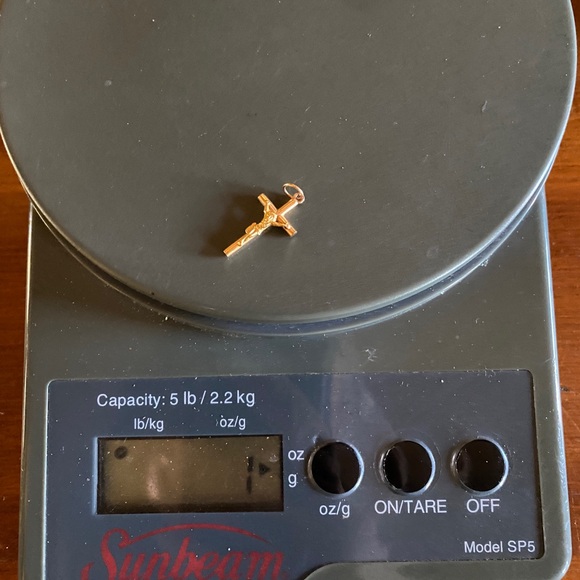 Capacity: 5 lb / 2.2 kg
lb/kg oz/g
1 oz
g
oz/g ON/TARE OFF
Model SP5
Sunbeam